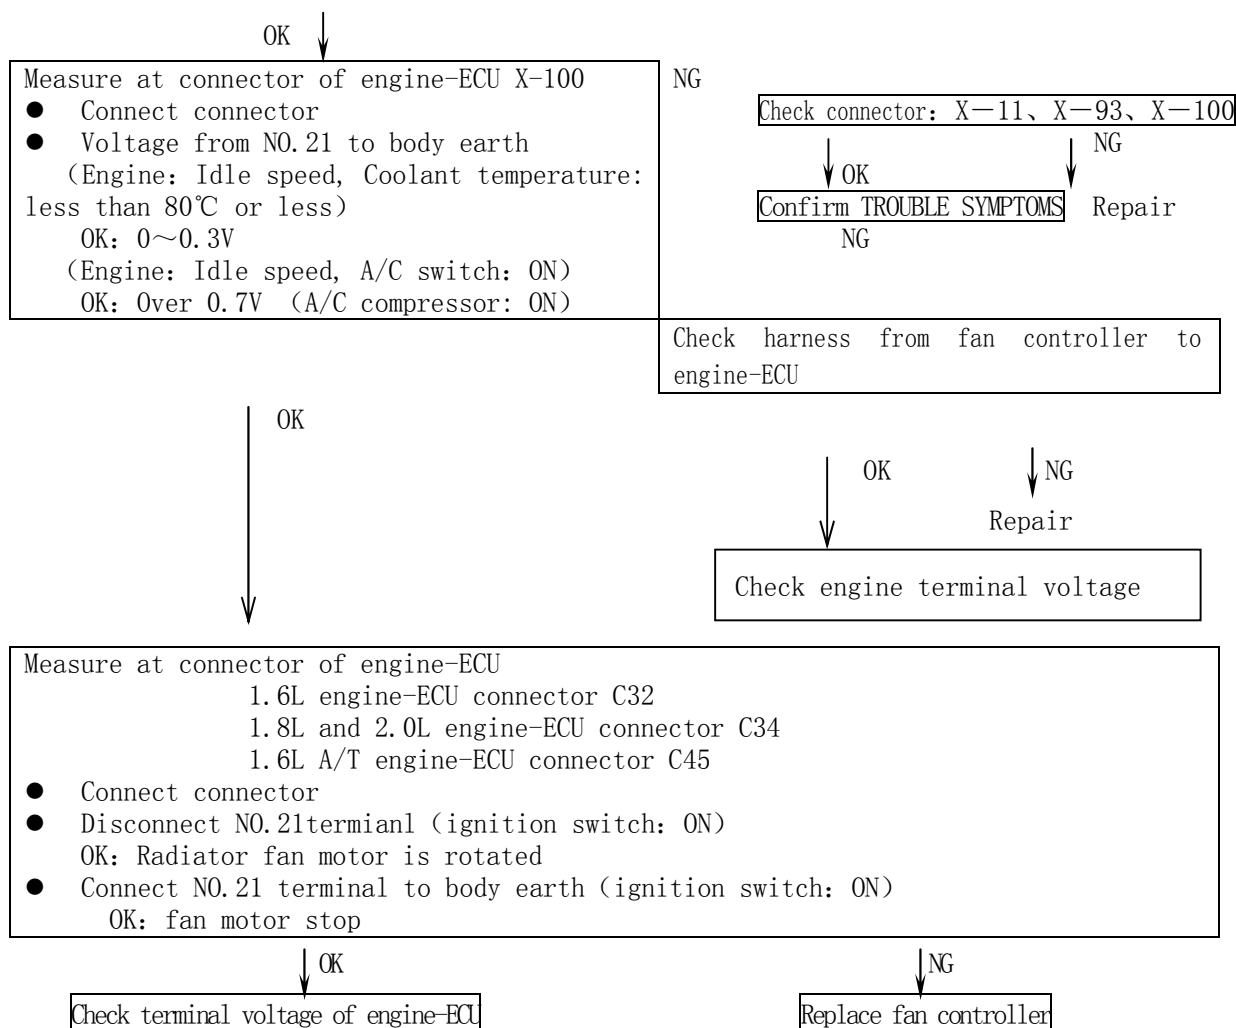 OK
Measure at connector of engine-ECU X-100
● Connect connector
● Voltage from NO.21 to body earth
（Engine：Idle speed, Coolant temperature:
less than 80℃ or less）
OK：0～0.3V
（Engine：Idle speed, A/C switch：ON）
OK：Over 0.7V （A/C compressor: ON）
NG
Check connector：X－11、X－93、X－100
NG
OK
Confirm TROUBLE SYMPTOMS
Repair
NG
Check harness from fan controller to
engine-ECU
OK
OK
NG
Repair
Check engine terminal voltage
Measure at connector of engine-ECU
1.6L engine-ECU connector C32
1.8L and 2.0L engine-ECU connector C34
1.6L A/T engine-ECU connector C45
● Connect connector
● Disconnect NO.21termianl（ignition switch：ON）
OK：Radiator fan motor is rotated
● Connect NO.21 terminal to body earth（ignition switch：ON）
OK：fan motor stop
OK
NG
Check terminal voltage of engine-ECU
Replace fan controller